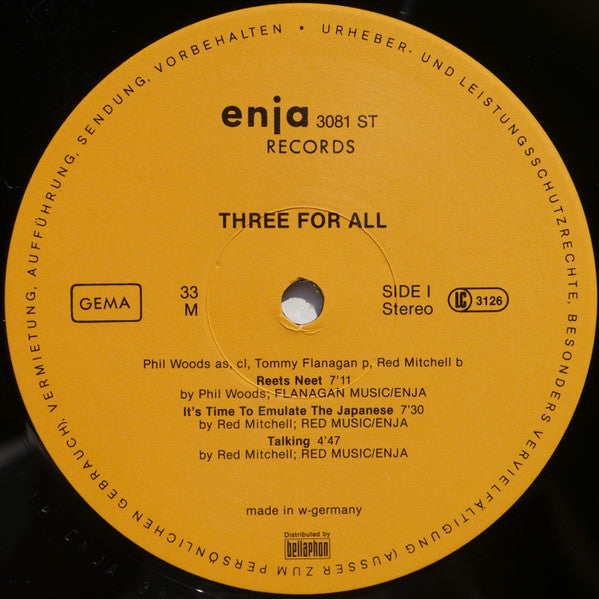 URHEBER- UND LEISTUNGSSCHUTZRECHTE, BESONDERS VERVIELFÄLTIGUNG (AUSSER ZUM PERSÖNLICHEN GEBRAUCH), VERMIETUNG, AUFFÜHRUNG, SENDUNG, VORBEHALTEN •
enja 3081 ST
RECORDS
THREE FOR ALL
GEMA
33
M
SIDE I
Stereo
LC 3126
Phil Woods as, cl, Tommy Flanagan p, Red Mitchell b
Reets Neet 7'11
by Phil Woods; FLANAGAN MUSIC/ENJA
It's Time To Emulate The Japanese 7'30
by Red Mitchell; RED MUSIC/ENJA
Talking 4'47
by Red Mitchell; RED MUSIC/ENJA
made in w-germany
Distributed by
bellaphon